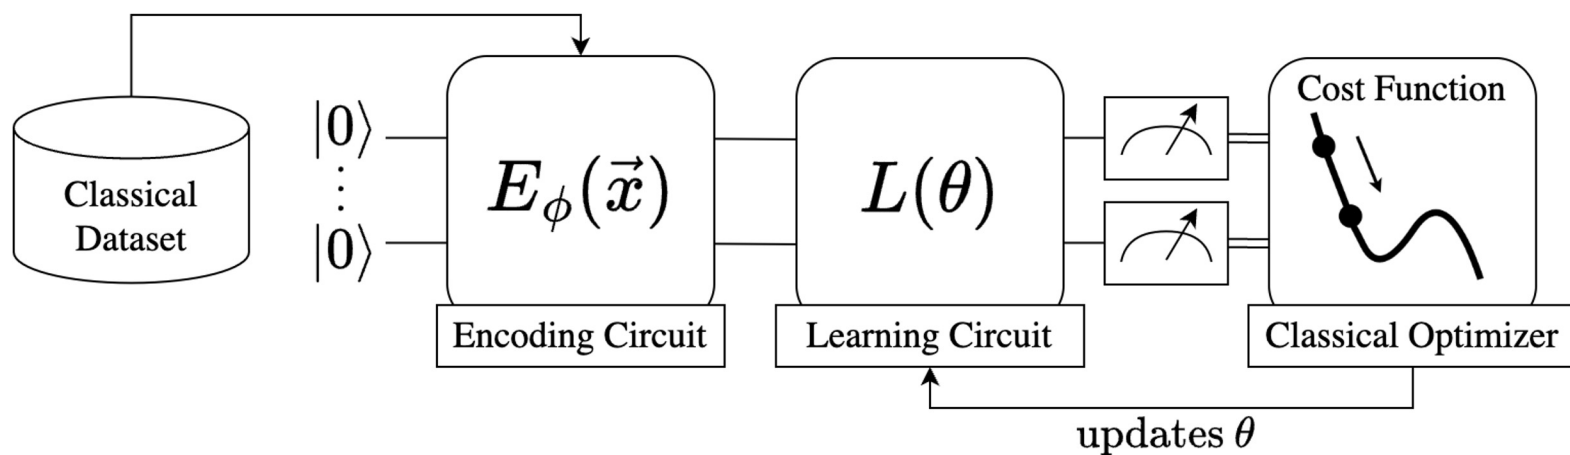 Classical
Dataset
|0⟩
⋮
|0⟩
E_ϕ(x⃗)
Encoding Circuit
L(θ)
Learning Circuit
Cost Function
Classical Optimizer
updates θ